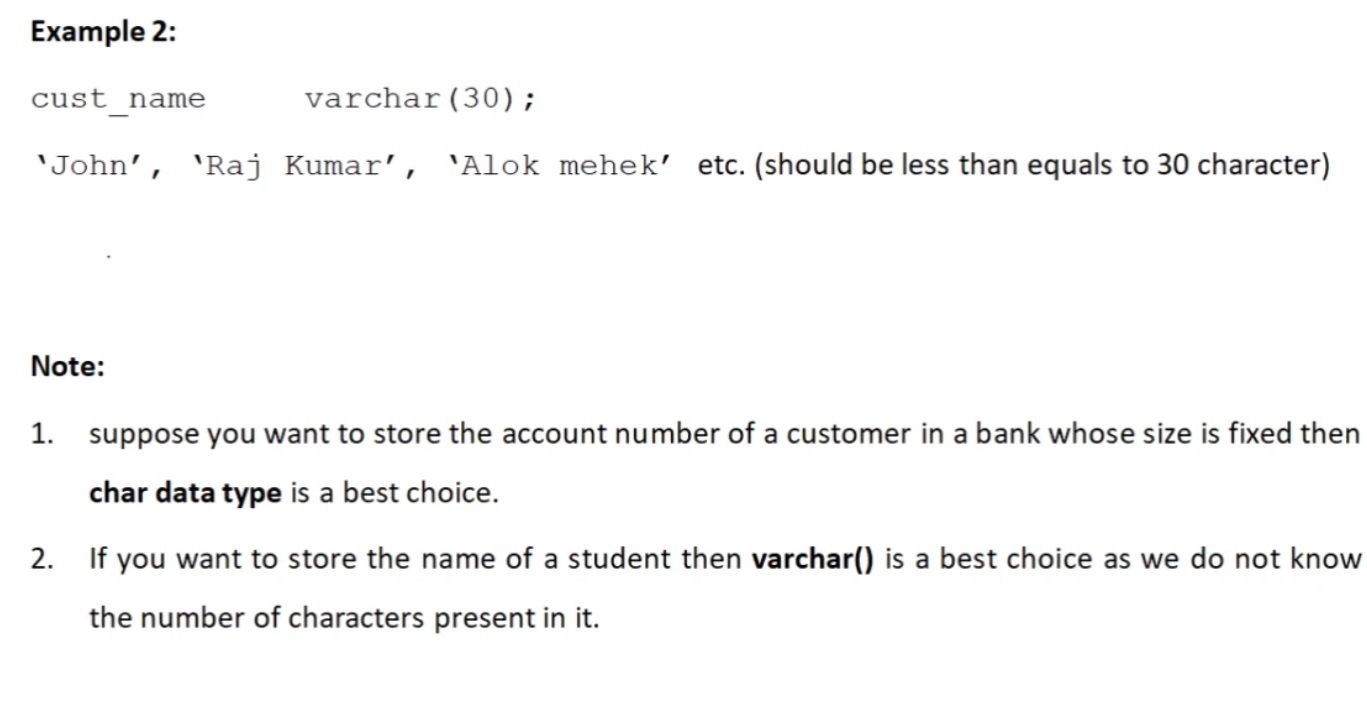 Example 2:
cust_name varchar(30);
‘John’, ‘Raj Kumar’, ‘Alok mehek’ etc. (should be less than equals to 30 character)
Note:
1. suppose you want to store the account number of a customer in a bank whose size is fixed then
char data type is a best choice.
2. If you want to store the name of a student then varchar() is a best choice as we do not know
the number of characters present in it.